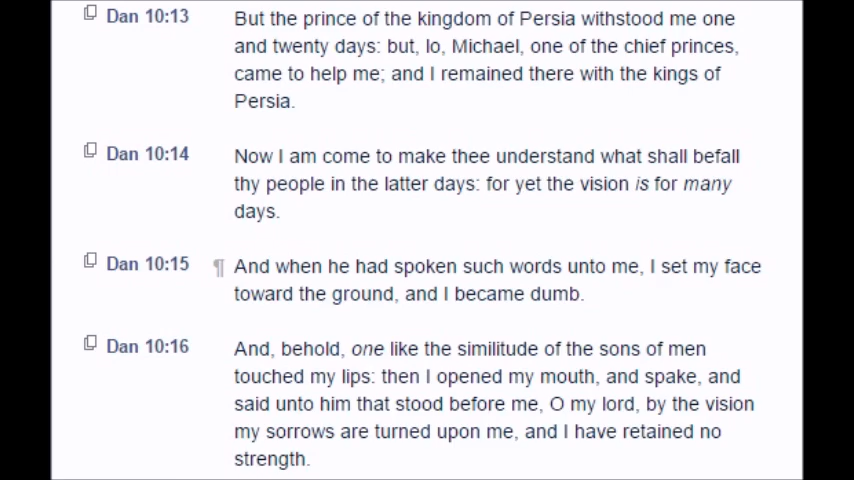 Dan 10:13 But the prince of the kingdom of Persia withstood me one
and twenty days: but, lo, Michael, one of the chief princes,
came to help me; and I remained there with the kings of
Persia.
Dan 10:14 Now I am come to make thee understand what shall befall
thy people in the latter days: for yet the vision is for many
days.
Dan 10:15 ¶ And when he had spoken such words unto me, I set my face
toward the ground, and I became dumb.
Dan 10:16 And, behold, one like the similitude of the sons of men
touched my lips: then I opened my mouth, and spake, and
said unto him that stood before me, O my lord, by the vision
my sorrows are turned upon me, and I have retained no
strength.